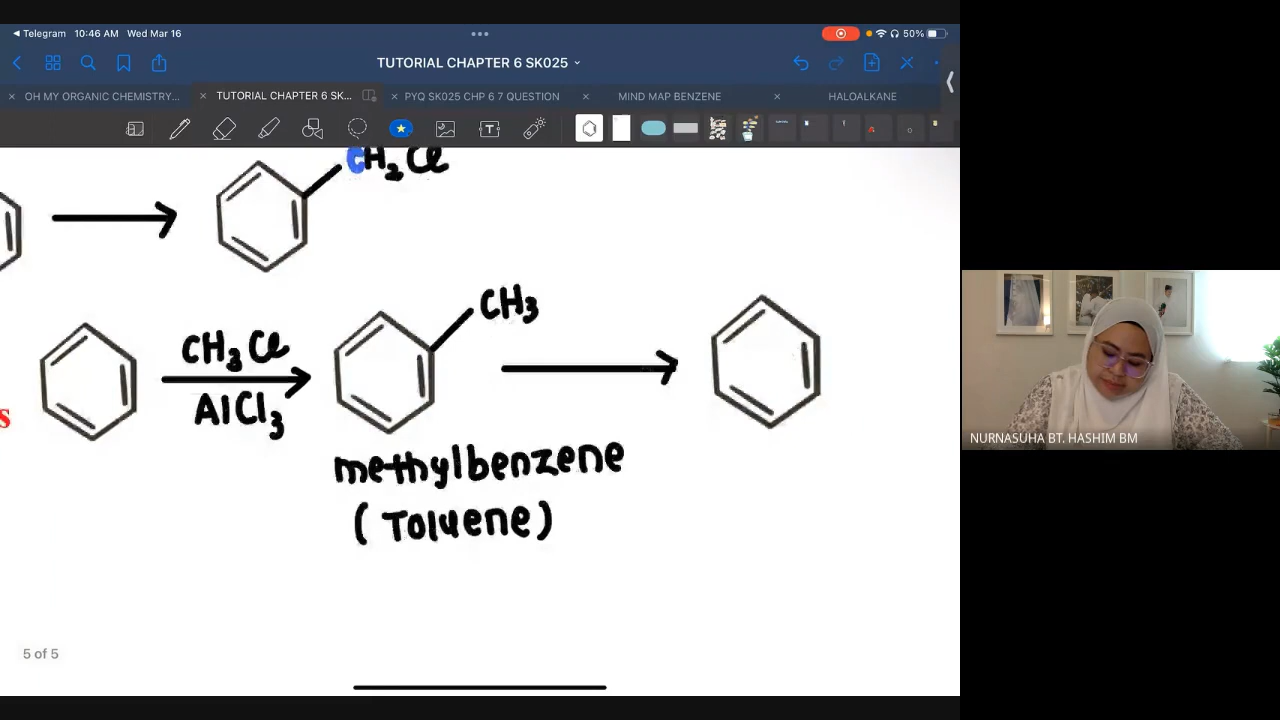 Telegram 10:46 AM Wed Mar 16
50%
TUTORIAL CHAPTER 6 SK025
OH MY ORGANIC CHEMISTRY...
TUTORIAL CHAPTER 6 SK...
PYQ SK025 CHP 6 7 QUESTION
MIND MAP BENZENE
HALOALKANE
CH₂Cl
CH₃
CH₃Cl
AlCl₃
s
methylbenzene
(Toluene)
NURNASUHA BT. HASHIM BM
5 of 5